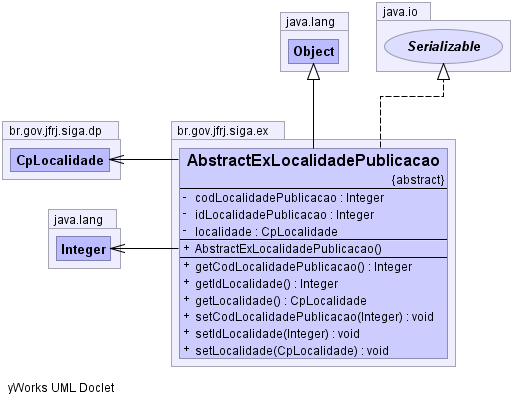 java.lang
Object
java.io
Serializable
br.gov.jfrj.siga.dp
CpLocalidade
java.lang
Integer
br.gov.jfrj.siga.ex
AbstractExLocalidadePublicacao
{abstract}
- codLocalidadePublicacao : Integer
- idLocalidadePublicacao : Integer
- localidade : CpLocalidade
+ AbstractExLocalidadePublicacao()
+ getCodLocalidadePublicacao() : Integer
+ getIdLocalidade() : Integer
+ getLocalidade() : CpLocalidade
+ setCodLocalidadePublicacao(Integer) : void
+ setIdLocalidade(Integer) : void
+ setLocalidade(CpLocalidade) : void
yWorks UML Doclet